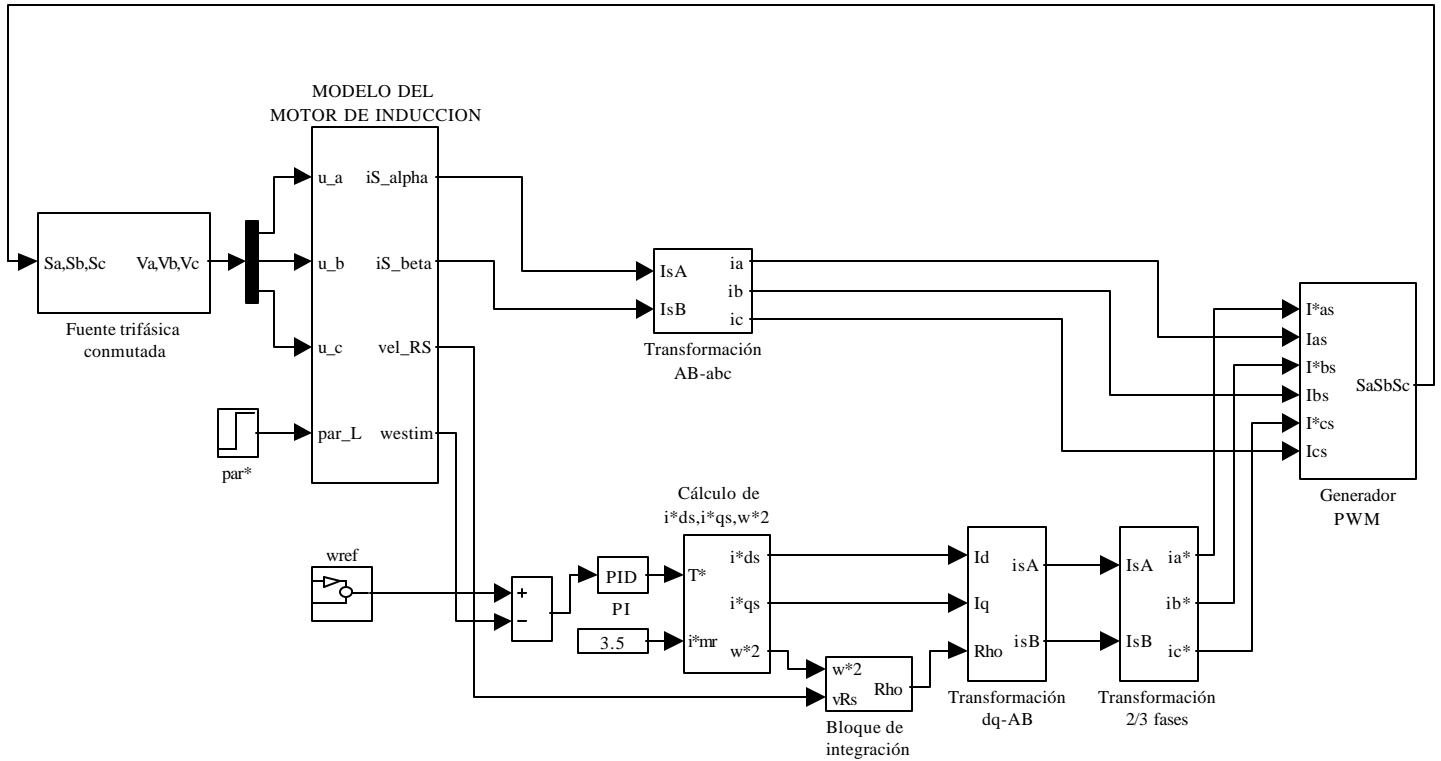 MODELO DEL
MOTOR DE INDUCCION
u_a
iS_alpha
Sa,Sb,Sc
Va,Vb,Vc
u_b
iS_beta
Fuente trifásica
conmutada
u_c
vel_RS
par_L
westim
par*
IsA
IsB
ia
ib
ic
Transformación
AB-abc
I*as
Ias
I*bs
Ibs
I*cs
Ics
SaSbSc
Generador
PWM
wref
+
−
PID
PI
3.5
Cálculo de
i*ds,i*qs,w*2
T*
i*mr
i*ds
i*qs
w*2
w*2
vRs
Rho
Bloque de
integración
Id
Iq
Rho
isA
isB
Transformación
dq-AB
IsA
IsB
ia*
ib*
ic*
Transformación
2/3 fases